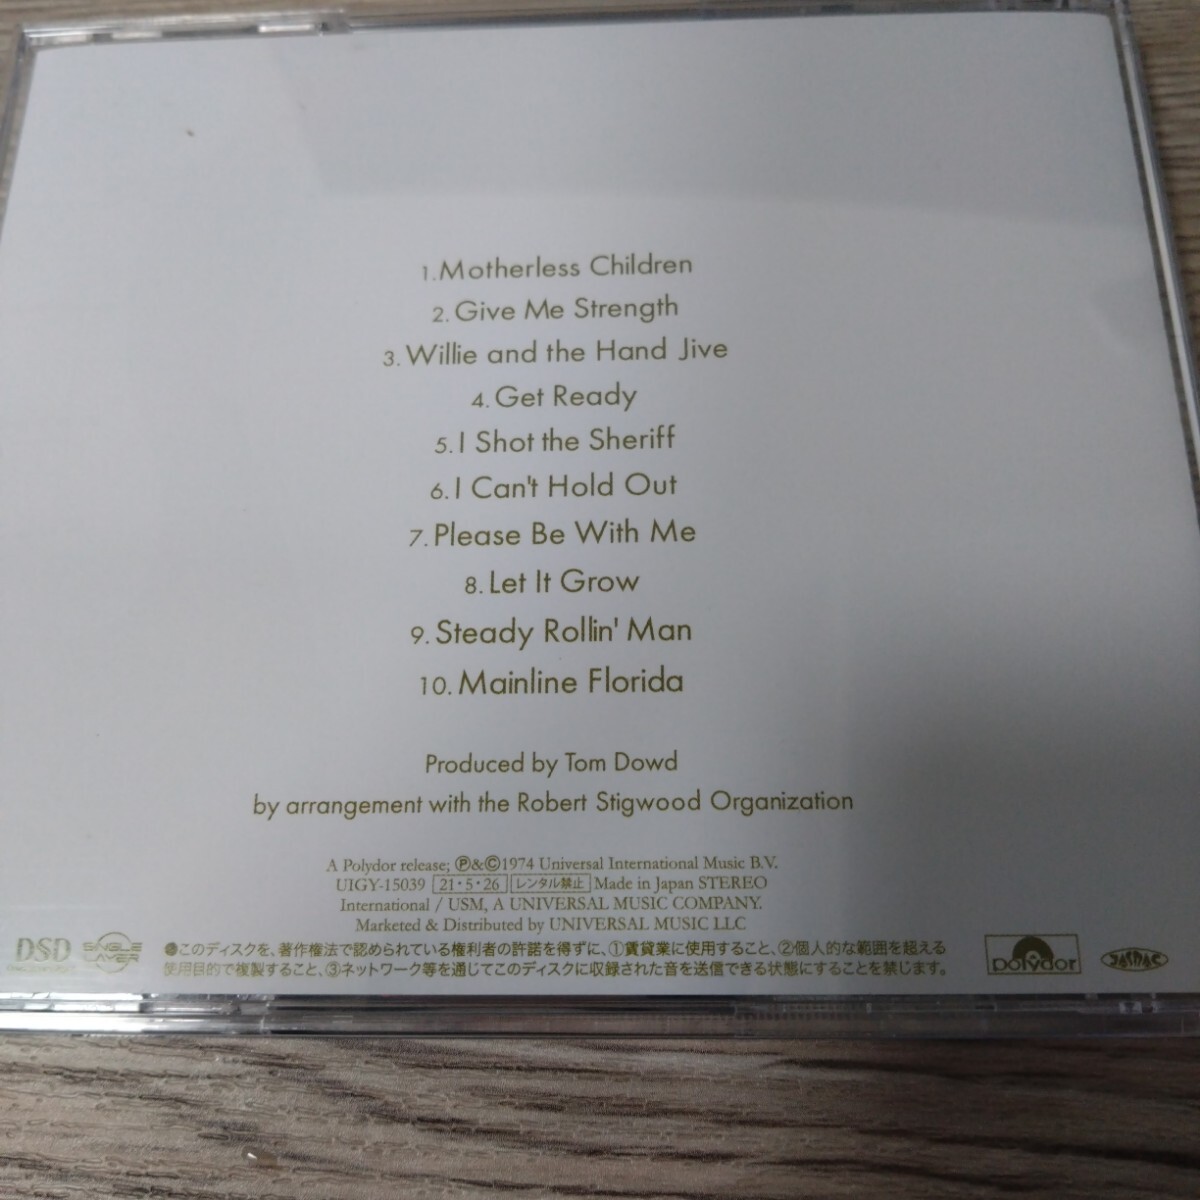 1. Motherless Children
2. Give Me Strength
3. Willie and the Hand Jive
4. Get Ready
5. I Shot the Sheriff
6. I Can't Hold Out
7. Please Be With Me
8. Let It Grow
9. Steady Rollin' Man
10. Mainline Florida
Produced by Tom Dowd
by arrangement with the Robert Stigwood Organization
A Polydor release; Ⓟ&Ⓒ1974 Universal International Music B.V.
UIGY-15039 21・5・26 レンタル禁止 Made in Japan STEREO
International / USM, A UNIVERSAL MUSIC COMPANY.
Marketed & Distributed by UNIVERSAL MUSIC LLC
DSD
●このディスクを、著作権法で認められている権利者の許諾を得ずに、①賃貸業に使用すること、②個人的な範囲を超える
使用目的で複製すること、③ネットワーク等を通じてこのディスクに収録された音を送信できる状態にすることを禁じます。
polydor
JASRAC